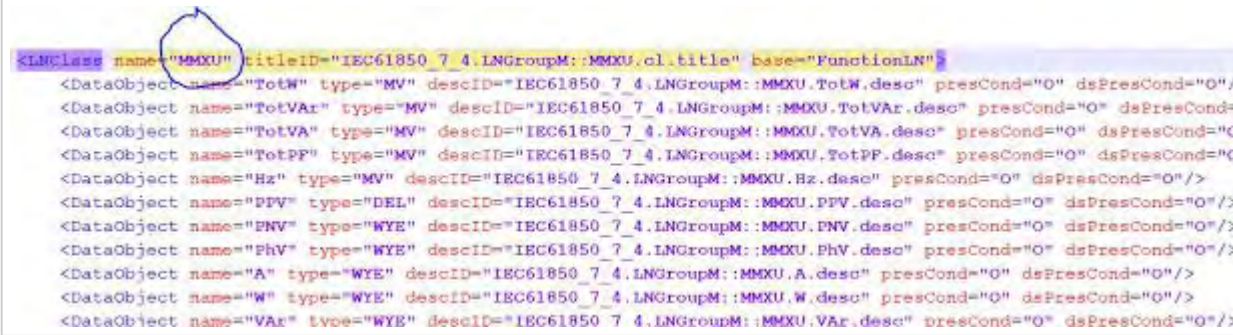 <LNClass name="MMXU" titleID="IEC61850_7_4.LNGroupM::MMXU.cl.title" base="FunctionLN">
<DataObject name="TotW" type="MV" descID="IEC61850_7_4.LNGroupM::MMXU.TotW.desc" presCond="O" dsPresCond="O"/
<DataObject name="TotVAr" type="MV" descID="IEC61850_7_4.LNGroupM::MMXU.TotVAr.desc" presCond="O" dsPresCond=
<DataObject name="TotVA" type="MV" descID="IEC61850_7_4.LNGroupM::MMXU.TotVA.desc" presCond="O" dsPresCond="O
<DataObject name="TotPF" type="MV" descID="IEC61850_7_4.LNGroupM::MMXU.TotPF.desc" presCond="O" dsPresCond="O
<DataObject name="Hz" type="MV" descID="IEC61850_7_4.LNGroupM::MMXU.Hz.desc" presCond="O" dsPresCond="O"/>
<DataObject name="PPV" type="DEL" descID="IEC61850_7_4.LNGroupM::MMXU.PPV.desc" presCond="O" dsPresCond="O"/>
<DataObject name="PNV" type="WYE" descID="IEC61850_7_4.LNGroupM::MMXU.PNV.desc" presCond="O" dsPresCond="O"/>
<DataObject name="PhV" type="WYE" descID="IEC61850_7_4.LNGroupM::MMXU.PhV.desc" presCond="O" dsPresCond="O"/>
<DataObject name="A" type="WYE" descID="IEC61850_7_4.LNGroupM::MMXU.A.desc" presCond="O" dsPresCond="O"/>
<DataObject name="W" type="WYE" descID="IEC61850_7_4.LNGroupM::MMXU.W.desc" presCond="O" dsPresCond="O"/>
<DataObject name="VAr" type="WYE" descID="IEC61850_7_4.LNGroupM::MMXU.VAr.desc" presCond="O" dsPresCond="O"/>